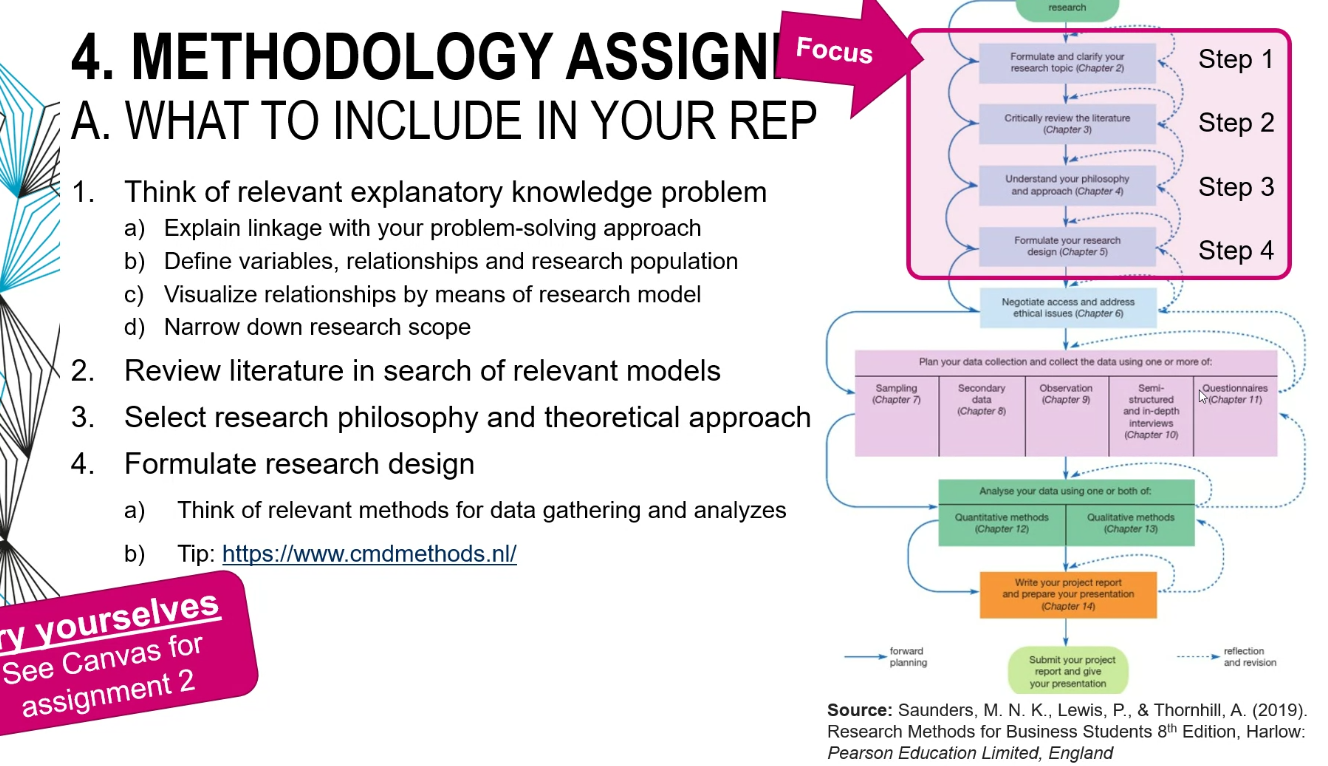 4. METHODOLOGY ASSIGN
A. WHAT TO INCLUDE IN YOUR REP
1. Think of relevant explanatory knowledge problem
a) Explain linkage with your problem-solving approach
b) Define variables, relationships and research population
c) Visualize relationships by means of research model
d) Narrow down research scope
2. Review literature in search of relevant models
3. Select research philosophy and theoretical approach
4. Formulate research design
a) Think of relevant methods for data gathering and analyzes
b) Tip: https://www.cmdmethods.nl/
ry yourselves
See Canvas for
assignment 2
Focus
research
Formulate and clarify your
research topic (Chapter 2)
Step 1
Critically review the literature
(Chapter 3)
Step 2
Understand your philosophy
and approach (Chapter 4)
Step 3
Formulate your research
design (Chapter 5)
Step 4
Negotiate access and address
ethical issues (Chapter 6)
Plan your data collection and collect the data using one or more of:
Sampling
(Chapter 7)
Secondary
data
(Chapter 8)
Observation
(Chapter 9)
Semi-
structured
and in-depth
interviews
(Chapter 10)
Questionnaires
(Chapter 11)
Analyse your data using one or both of:
Quantitative methods
(Chapter 12)
Qualitative methods
(Chapter 13)
Write your project report
and prepare your presentation
(Chapter 14)
Submit your project
report and give
your presentation
forward
planning
reflection
and revision
Source: Saunders, M. N. K., Lewis, P., & Thornhill, A. (2019).
Research Methods for Business Students 8th Edition, Harlow:
Pearson Education Limited, England